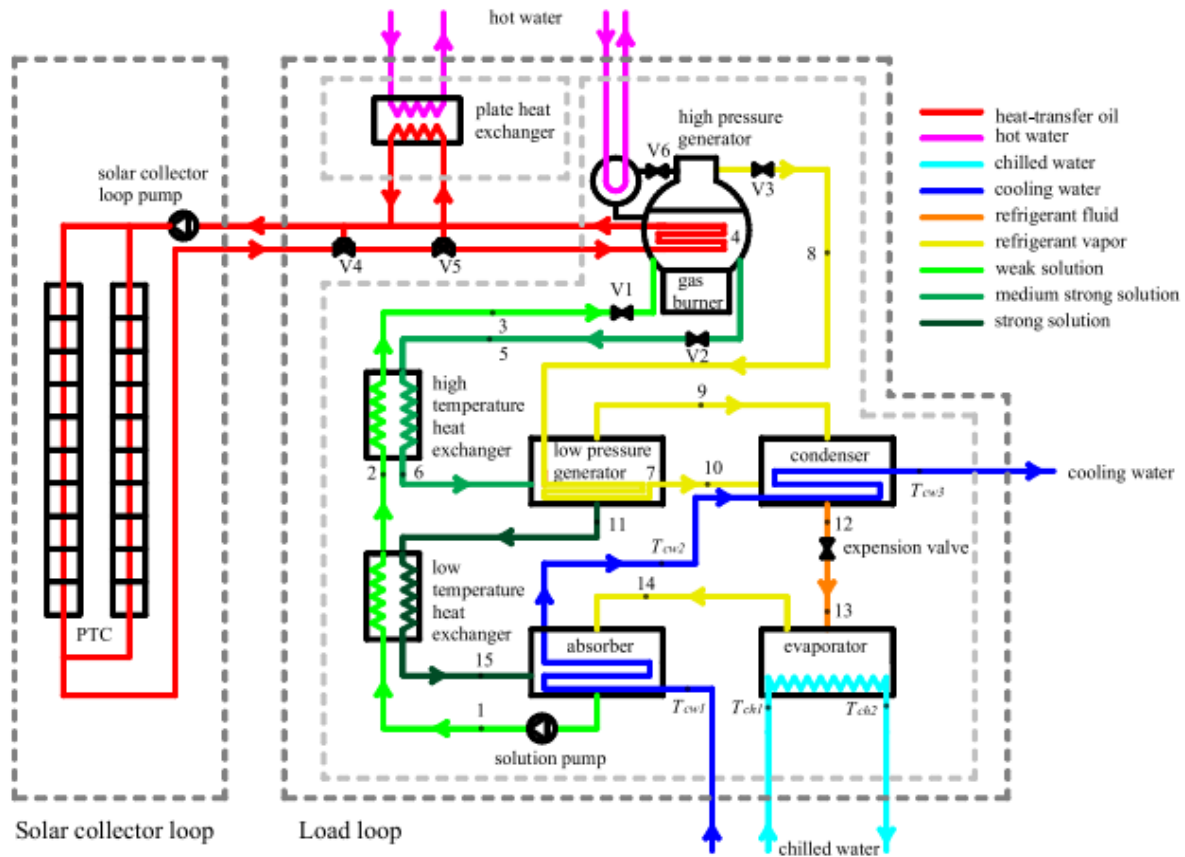 hot water
plate heat
exchanger
high pressure
generator
V6
V3
solar collector
loop pump
V4
V5
4
8
gas
burner
V1
3
5
V2
high
temperature
heat
exchanger
2
6
9
low pressure
generator
7
10
condenser
Tcw3
cooling water
11
12
expension valve
Tcw2
low
temperature
heat
exchanger
14
13
PTC
absorber
evaporator
15
Tcw1
Tch1
Tch2
1
solution pump
Solar collector loop
Load loop
chilled water
heat-transfer oil
hot water
chilled water
cooling water
refrigerant fluid
refrigerant vapor
weak solution
medium strong solution
strong solution